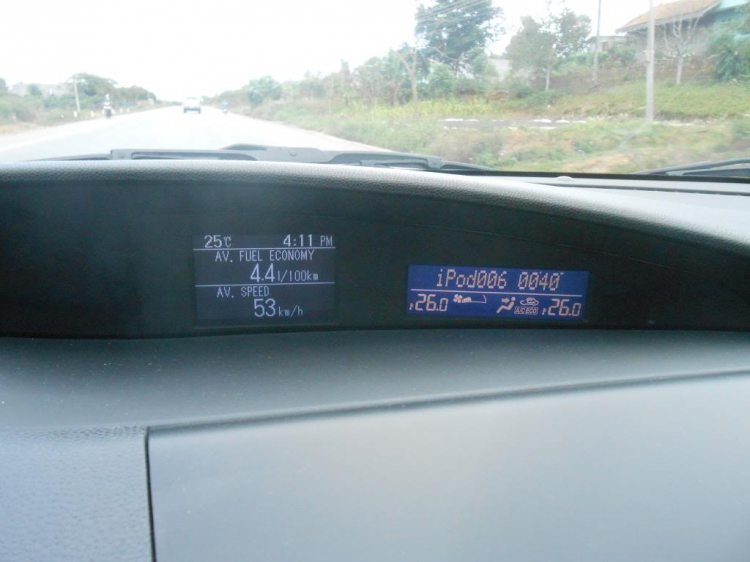 25℃ 4:11 PM
AV. FUEL ECONOMY
4.4 l/100km
AV. SPEED
53 km/h
iPod006 0040"
26.0 A/C ECO 26.0